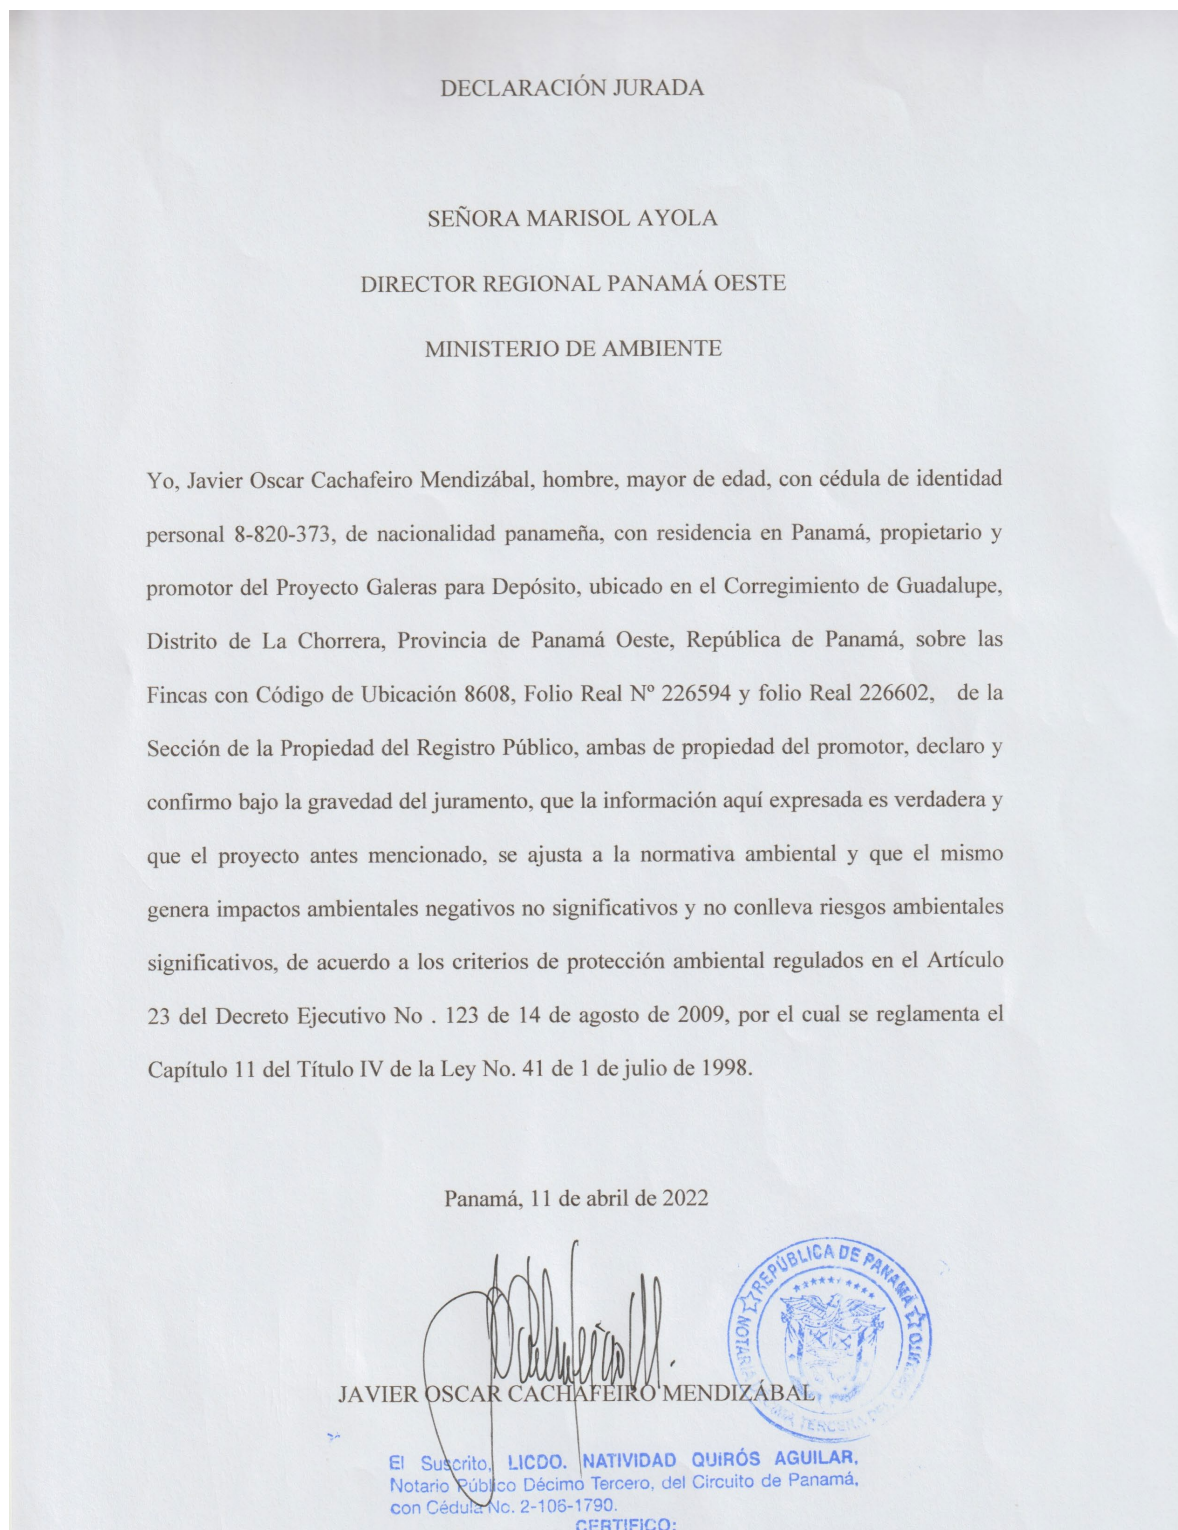 DECLARACIÓN JURADA
SEÑORA MARISOL AYOLA
DIRECTOR REGIONAL PANAMÁ OESTE
MINISTERIO DE AMBIENTE
Yo, Javier Oscar Cachafeiro Mendizábal, hombre, mayor de edad, con cédula de identidad
personal 8-820-373, de nacionalidad panameña, con residencia en Panamá, propietario y
promotor del Proyecto Galeras para Depósito, ubicado en el Corregimiento de Guadalupe,
Distrito de La Chorrera, Provincia de Panamá Oeste, República de Panamá, sobre las
Fincas con Código de Ubicación 8608, Folio Real Nº 226594 y folio Real 226602, de la
Sección de la Propiedad del Registro Público, ambas de propiedad del promotor, declaro y
confirmo bajo la gravedad del juramento, que la información aquí expresada es verdadera y
que el proyecto antes mencionado, se ajusta a la normativa ambiental y que el mismo
genera impactos ambientales negativos no significativos y no conlleva riesgos ambientales
significativos, de acuerdo a los criterios de protección ambiental regulados en el Artículo
23 del Decreto Ejecutivo No . 123 de 14 de agosto de 2009, por el cual se reglamenta el
Capítulo 11 del Título IV de la Ley No. 41 de 1 de julio de 1998.
Panamá, 11 de abril de 2022
REPÚBLICA DE PANAMÁ
NOTARIA TERCERA DEL
JAVIER OSCAR CACHAFEIRO MENDIZÁBAL
El Suscrito, LICDO. NATIVIDAD QUIRÓS AGUILAR,
Notario Público Décimo Tercero, del Circuito de Panamá,
con Cédula No. 2-106-1790.
CERTIFICO: